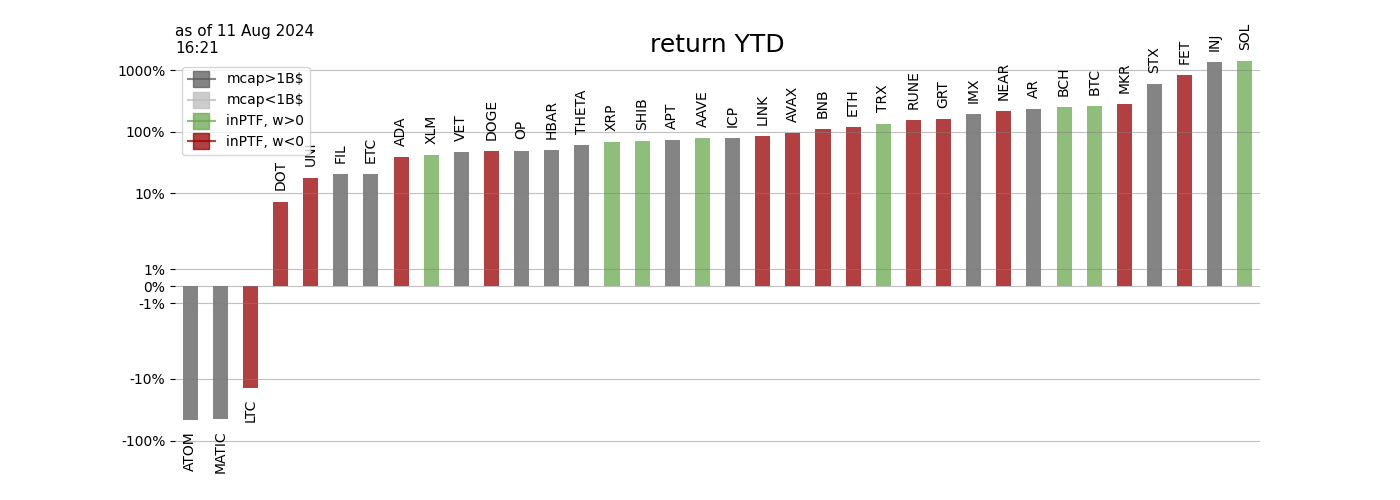 as of 11 Aug 2024
16:21
return YTD
mcap>1B$
mcap<1B$
inPTF, w>0
inPTF, w<0
1000%
100%
10%
1%
0%
-1%
-10%
-100%
ATOM
MATIC
LTC
DOT
UNI
FIL
ETC
ADA
XLM
VET
DOGE
OP
HBAR
THETA
XRP
SHIB
APT
AAVE
ICP
LINK
AVAX
BNB
ETH
TRX
RUNE
GRT
IMX
NEAR
AR
BCH
BTC
MKR
STX
FET
INJ
SOL